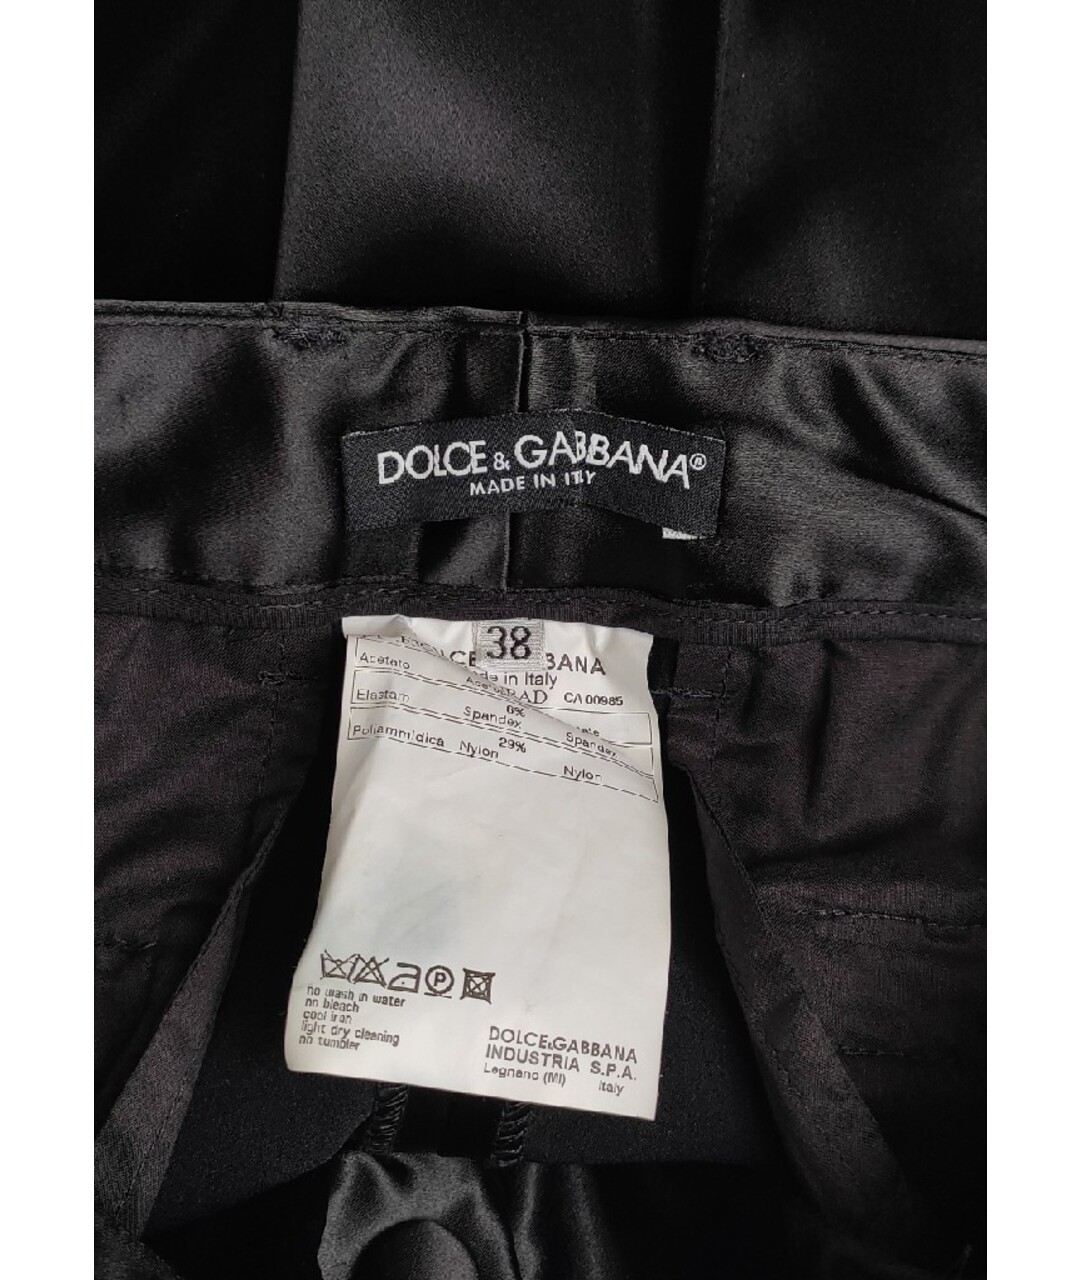 DOLCE & GABBANA®
MADE IN ITALY
38
BANA
in Italy
CA 00985
Acetato
Elastam 6%
Spandex
Spandex
Poliammidica Nylon 29%
Nylon
P
no wash in water
no bleach
cool iron
light dry cleaning
no tumbler
DOLCE&GABBANA
INDUSTRIA S.P.A.
Legnano (MI) Italy